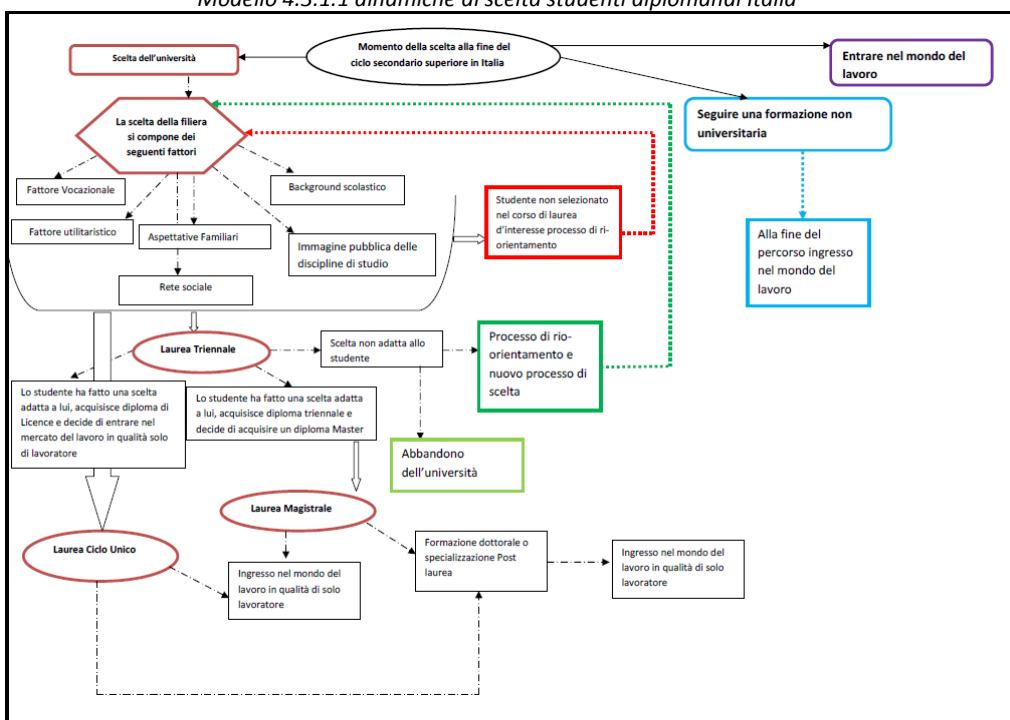 Modello 4.3.1.1 dinamiche di scelta studenti diplomandi Italia
Momento della scelta alla fine del
ciclo secondario superiore in Italia
Scelta dell'università
Entrare nel mondo del
lavoro
Seguire una formazione non
universitaria
La scelta della filiera
si compone dei
seguenti fattori
Fattore Vocazionale
Background scolastico
Studente non selezionato
nel corso di laurea
d'interesse processo di ri-
orientamento
Fattore utilitaristico
Aspettative Familiari
Immagine pubblica delle
discipline di studio
Alla fine del
percorso ingresso
nel mondo del
lavoro
Rete sociale
Laurea Triennale
Scelta non adatta allo
studente
Processo di rio-
orientamento e
nuovo processo di
scelta
Lo studente ha fatto una scelta
adatta a lui, acquisisce diploma di
Licence e decide di entrare nel
mercato del lavoro in qualità solo
di lavoratore
Lo studente ha fatto una scelta adatta
a lui, acquisisce diploma triennale e
decide di acquisire un diploma Master
Abbandono
dell'università
Laurea Magistrale
Laurea Ciclo Unico
Formazione dottorale o
specializzazione Post
laurea
Ingresso nel mondo del
lavoro in qualità di solo
lavoratore
Ingresso nel mondo del
lavoro in qualità di solo
lavoratore